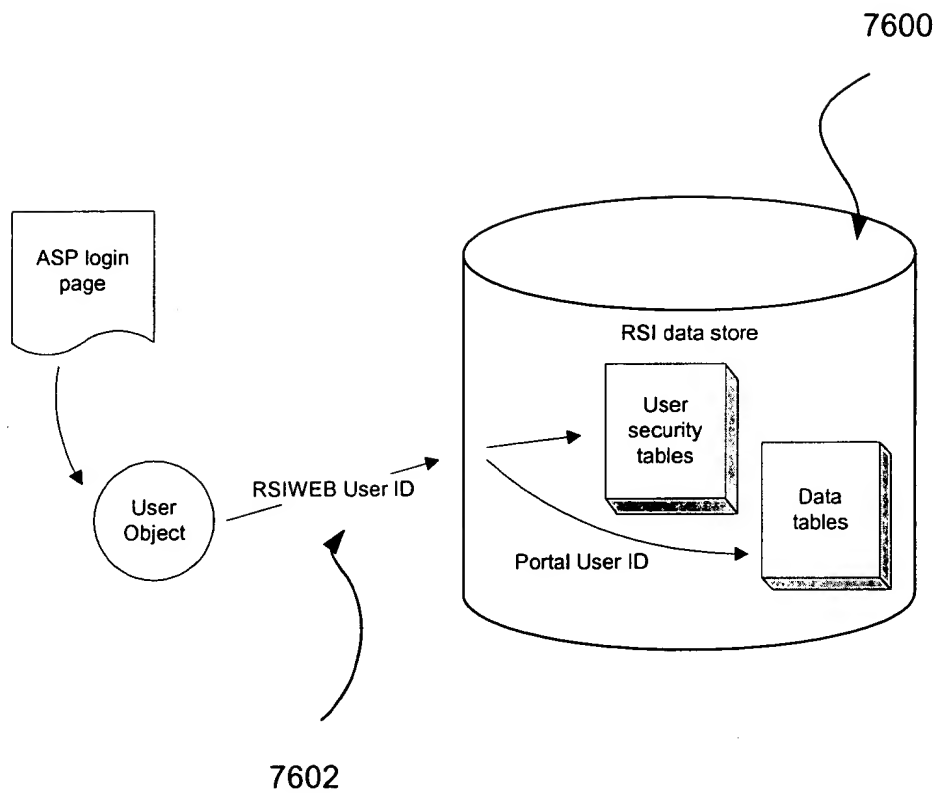 7600
ASP login
page
RSI data store
User
security
tables
RSIWEB User ID
User
Object
Data
tables
Portal User ID
7602